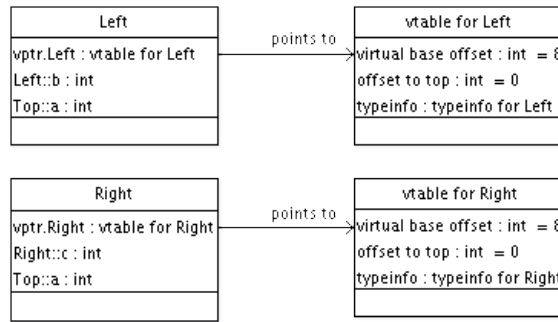 Left
vptr.Left : vtable for Left
Left::b : int
Top::a : int
points to
vtable for Left
virtual base offset : int = 8
offset to top : int = 0
typeinfo : typeinfo for Left
Right
vptr.Right : vtable for Right
Right::c : int
Top::a : int
points to
vtable for Right
virtual base offset : int = 8
offset to top : int = 0
typeinfo : typeinfo for Right